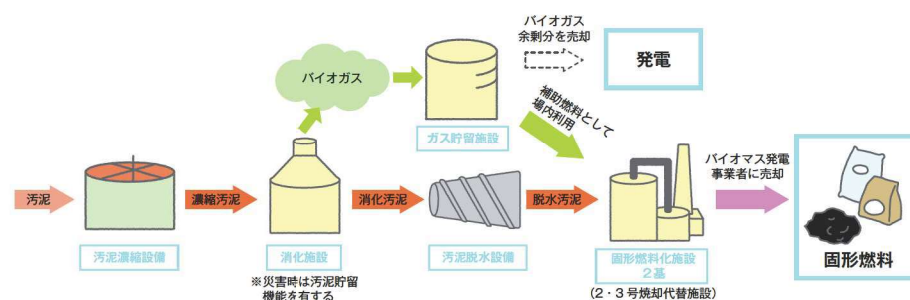 バイオガス
余剰分を売却
発電
バイオガス
補助燃料として
場内利用
ガス貯留施設
バイオマス発電
事業者に売却
汚泥
濃縮汚泥
消化汚泥
脱水汚泥
汚泥濃縮設備
消化施設
汚泥脱水設備
固形燃料化施設
2基
固形燃料
※災害時は汚泥貯留
機能を有する
(2・3号焼却代替施設)